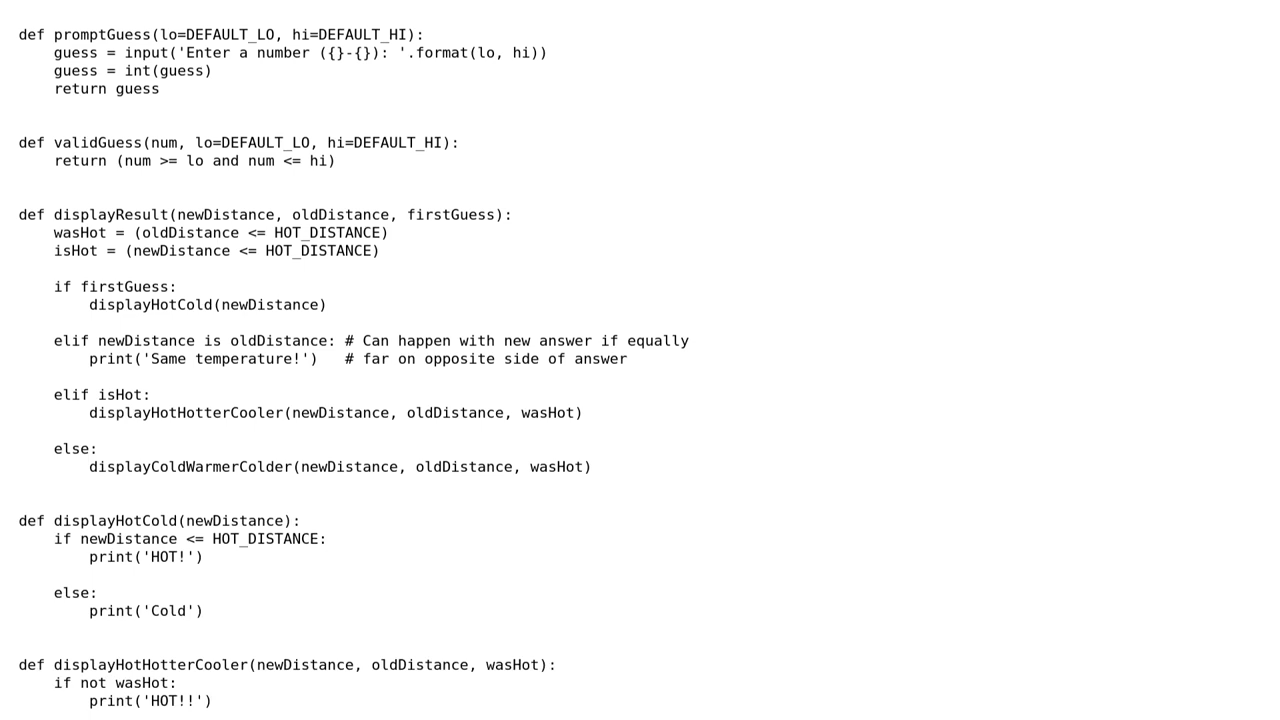 def promptGuess(lo=DEFAULT_LO, hi=DEFAULT_HI):
    guess = input('Enter a number ({}-{}): '.format(lo, hi))
    guess = int(guess)
    return guess

def validGuess(num, lo=DEFAULT_LO, hi=DEFAULT_HI):
    return (num >= lo and num <= hi)

def displayResult(newDistance, oldDistance, firstGuess):
    wasHot = (oldDistance <= HOT_DISTANCE)
    isHot = (newDistance <= HOT_DISTANCE)

    if firstGuess:
        displayHotCold(newDistance)

    elif newDistance is oldDistance: # Can happen with new answer if equally
        print('Same temperature!')   # far on opposite side of answer

    elif isHot:
        displayHotHotterCooler(newDistance, oldDistance, wasHot)

    else:
        displayColdWarmerColder(newDistance, oldDistance, wasHot)

def displayHotCold(newDistance):
    if newDistance <= HOT_DISTANCE:
        print('HOT!')

    else:
        print('Cold')

def displayHotHotterCooler(newDistance, oldDistance, wasHot):
    if not wasHot:
        print('HOT!!')